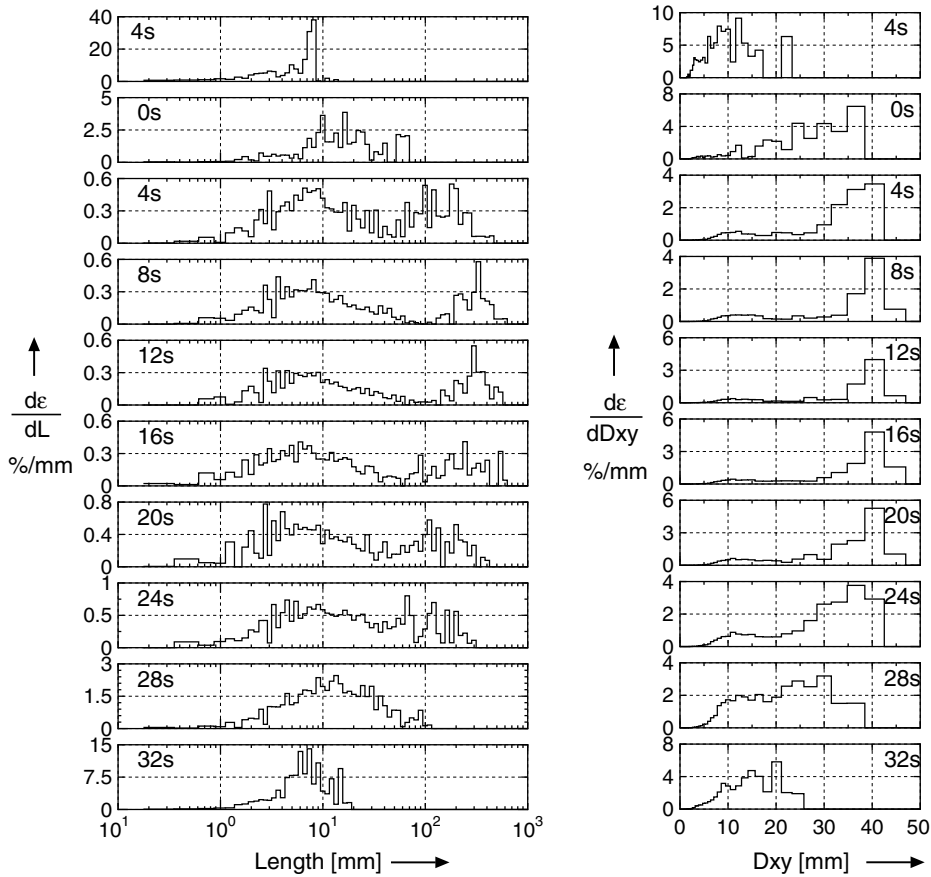 40
20
0
4s
5
2.5
0
0s
0.6
0.3
0
4s
0.6
0.3
0
8s
0.6
0.3
0
12s
0.6
0.3
0
16s
0.8
0.4
0
20s
1
0.5
0
24s
3
1.5
0
28s
15
7.5
0
32s
10^1 10^0 10^1 10^2 10^3
Length [mm]
dε
dL
%/mm
10
5
0
4s
8
4
0
0s
4
2
0
4s
4
2
0
8s
6
3
0
12s
6
3
0
16s
6
3
0
20s
4
2
0
24s
4
2
0
28s
8
4
0
32s
0 10 20 30 40 50
Dxy [mm]
dε
dDxy
%/mm